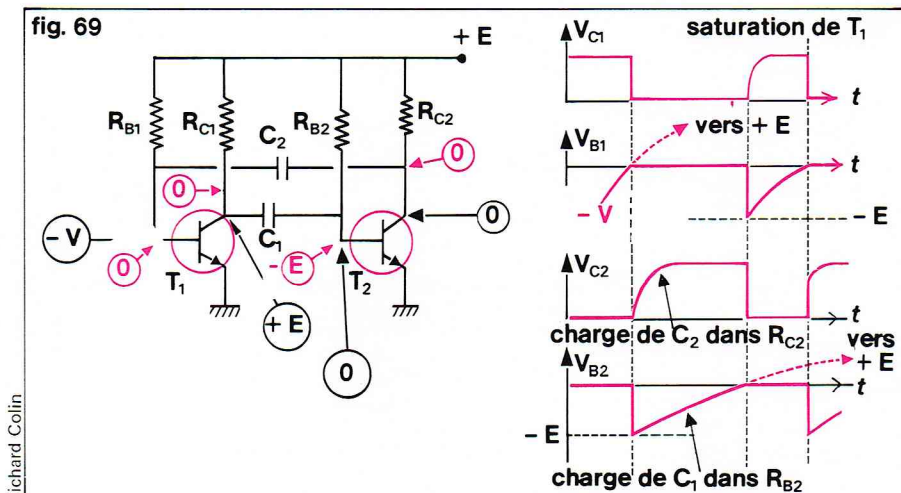 fig. 69
+ E
R_B1
R_C1
C_2
R_B2
R_C2
0
0
0
- V
0
C_1
- E
T_1
T_2
+ E
0
ichard Colin
V_C1
saturation de T_1
t
vers + E
V_B1
t
- V
- E
V_C2
t
charge de C_2 dans R_C2
vers
+ E
V_B2
t
- E
charge de C_1 dans R_B2